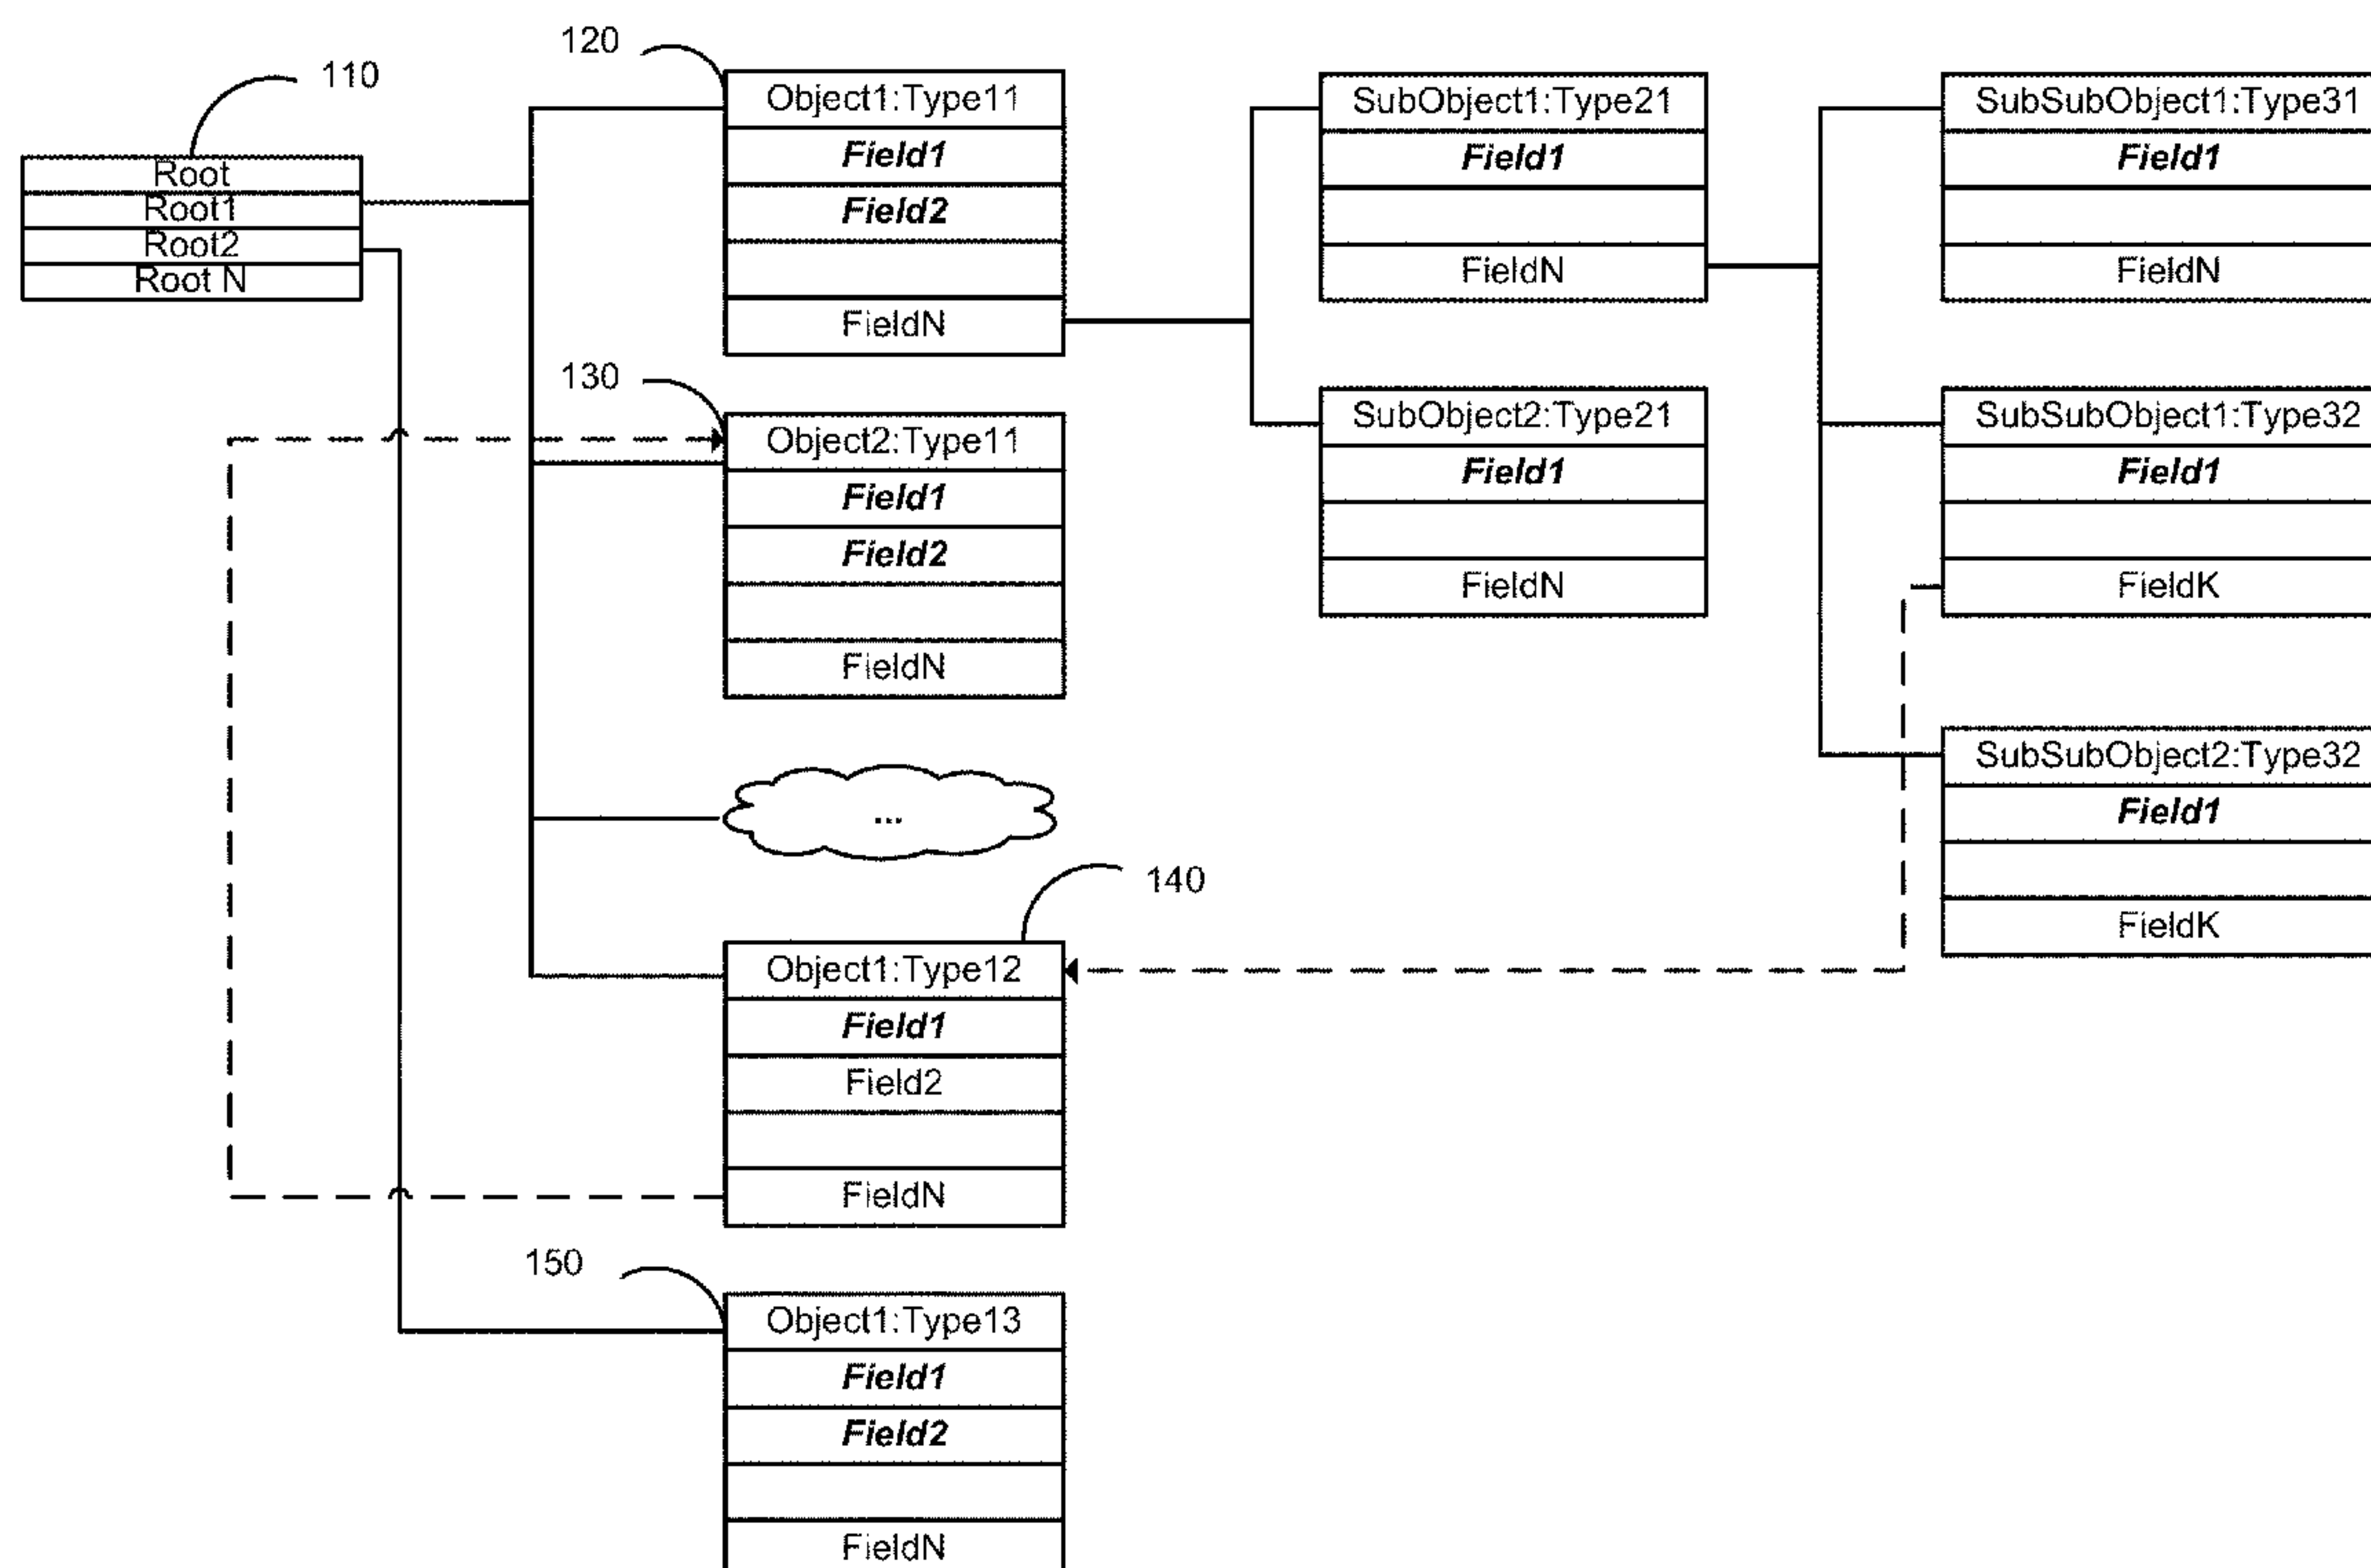 120
110
Root
Root1
Root2
Root N
Object1:Type11
Field1
Field2
FieldN
130
Object2:Type11
Field1
Field2
FieldN
...
140
Object1:Type12
Field1
Field2
FieldN
150
Object1:Type13
Field1
Field2
FieldN
SubObject1:Type21
Field1
FieldN
SubObject2:Type21
Field1
FieldN
SubSubObject1:Type31
Field1
FieldN
SubSubObject1:Type32
Field1
FieldK
SubSubObject2:Type32
Field1
FieldK